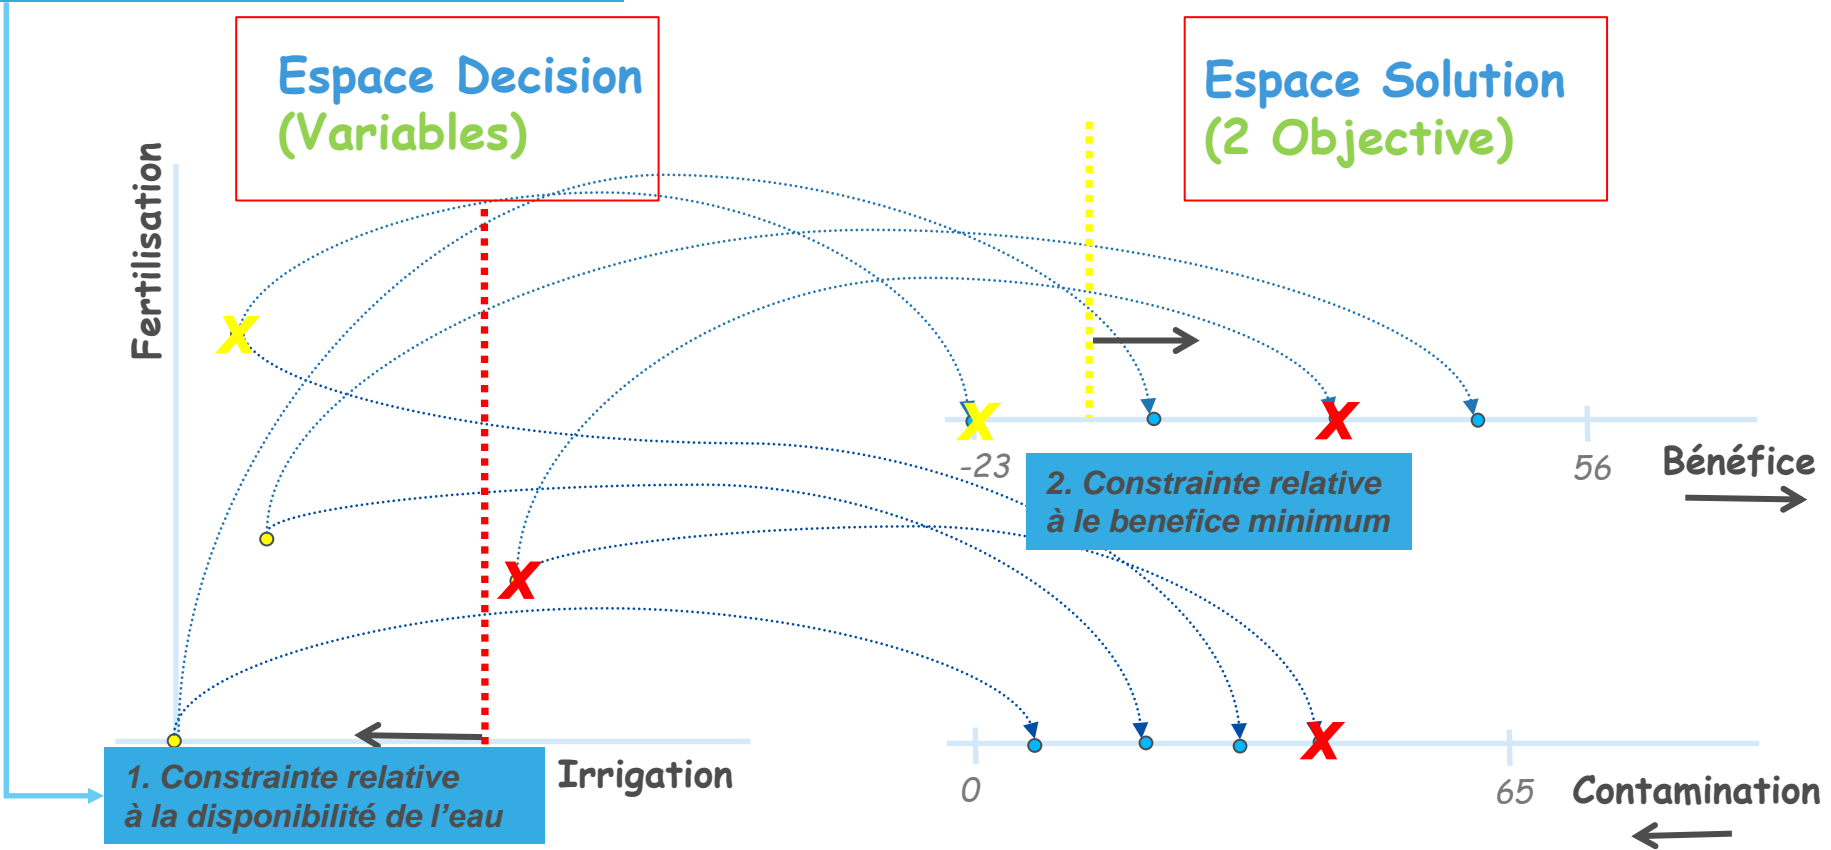 Espace Decision
(Variables)
Espace Solution
(2 Objective)
Fertilisation
X
X
X
-23
56
Bénéfice
2. Constrainte relative
à le benefice minimum
X
X
1. Constrainte relative
à la disponibilité de l'eau
Irrigation
0
65
Contamination